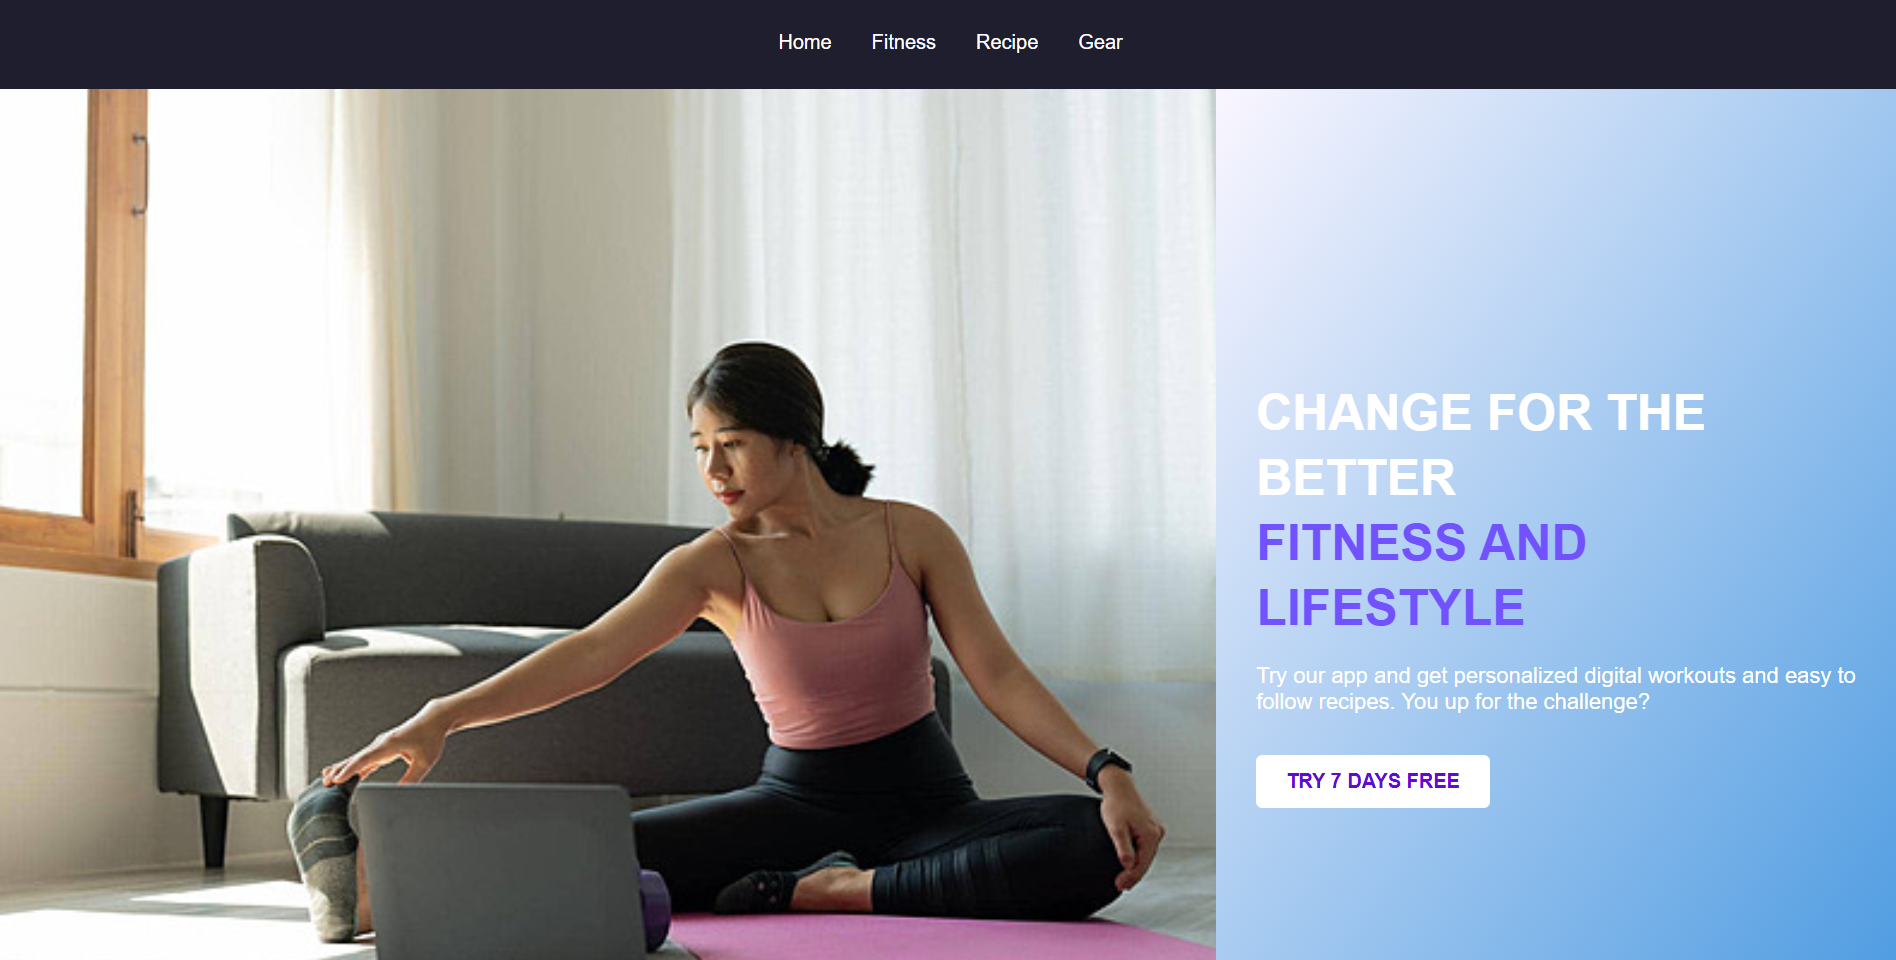 Home Fitness Recipe Gear
CHANGE FOR THE
BETTER
FITNESS AND
LIFESTYLE
Try our app and get personalized digital workouts and easy to
follow recipes. You up for the challenge?
TRY 7 DAYS FREE